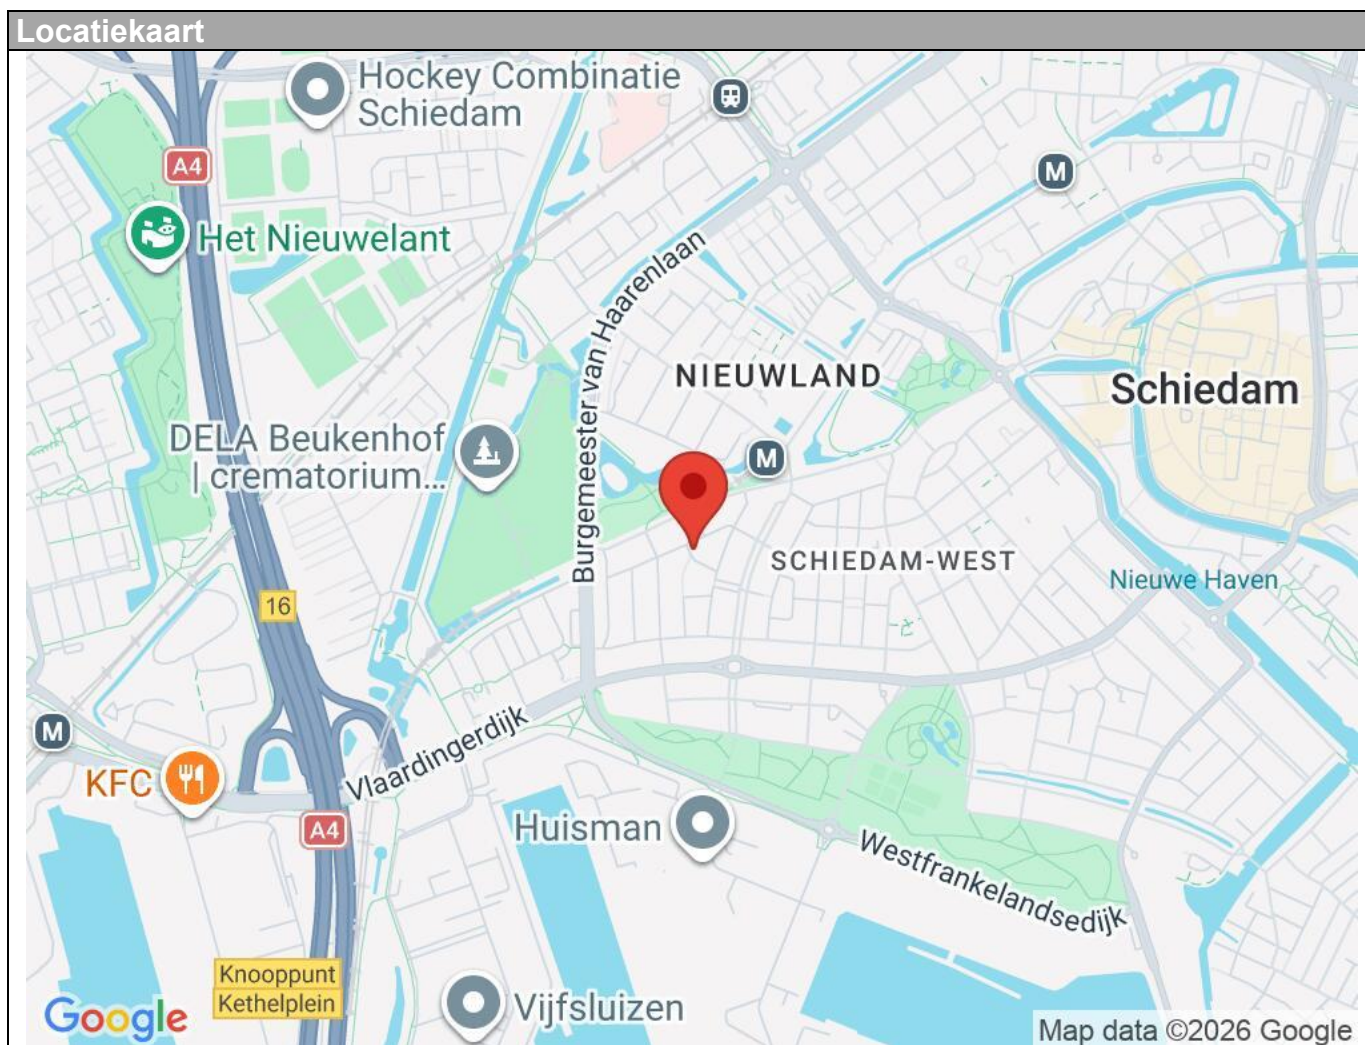 Locatiekaart
Hockey Combinatie
Schiedam
A4
M
Het Nieuwelant
Burgemeester van Haarenlaan
NIEUWLAND
Schiedam
DELA Beukenhof
| crematorium...
M
SCHIEDAM-WEST
Nieuwe Haven
16
M
Vlaardingerdijk
KFC
A4
Huisman
Westfrankelandsedijk
Knooppunt
Kethelplein
Vijfsluizen
Google
Map data ©2026 Google